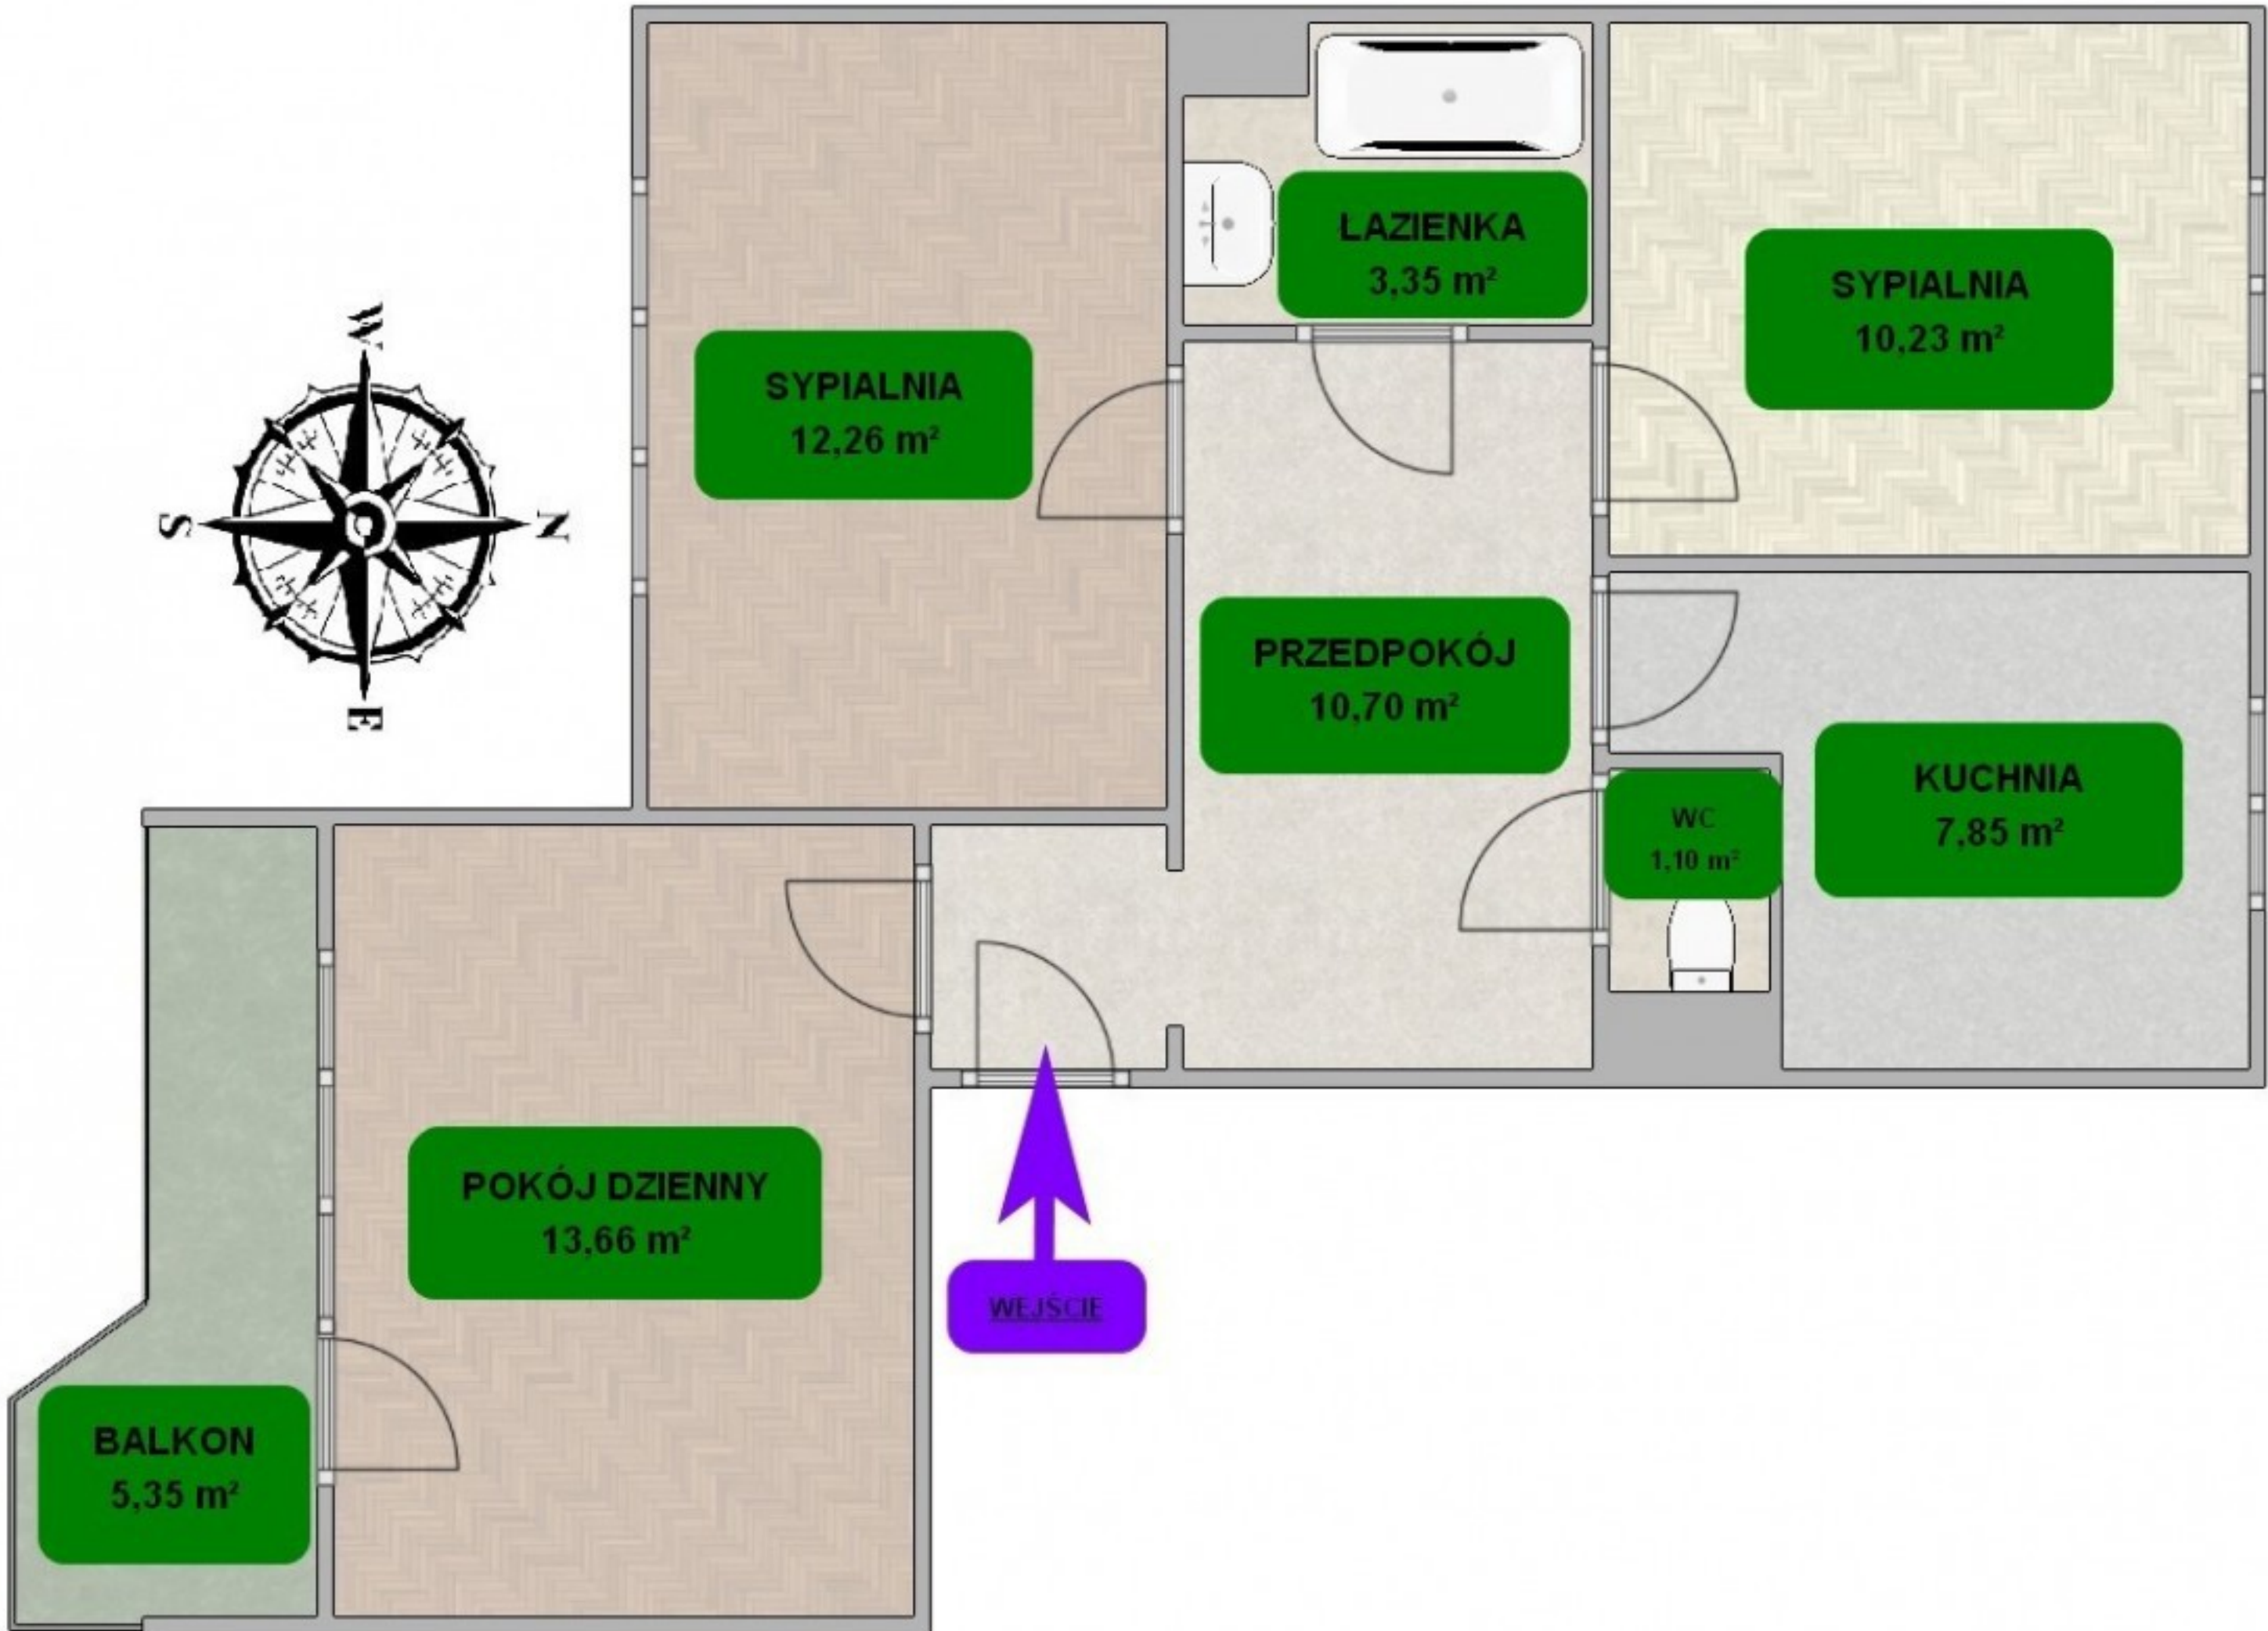 ŁAZIENKA
3,35 m²
SYPIALNIA
10,23 m²
W
S
N
E
SYPIALNIA
12,26 m²
PRZEDPOKÓJ
10,70 m²
KUCHNIA
7,85 m²
WC
1,10 m²
POKÓJ DZIENNY
13,66 m²
WEJŚCIE
BALKON
5,35 m²